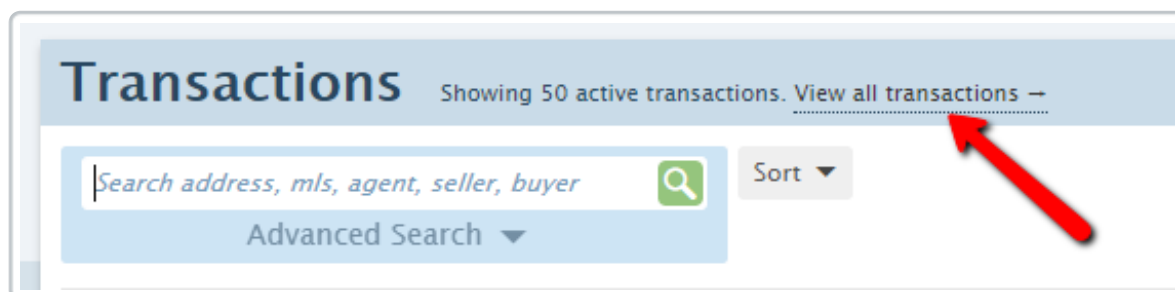 Transactions Showing 50 active transactions. View all transactions →
Search address, mls, agent, seller, buyer Sort
Advanced Search